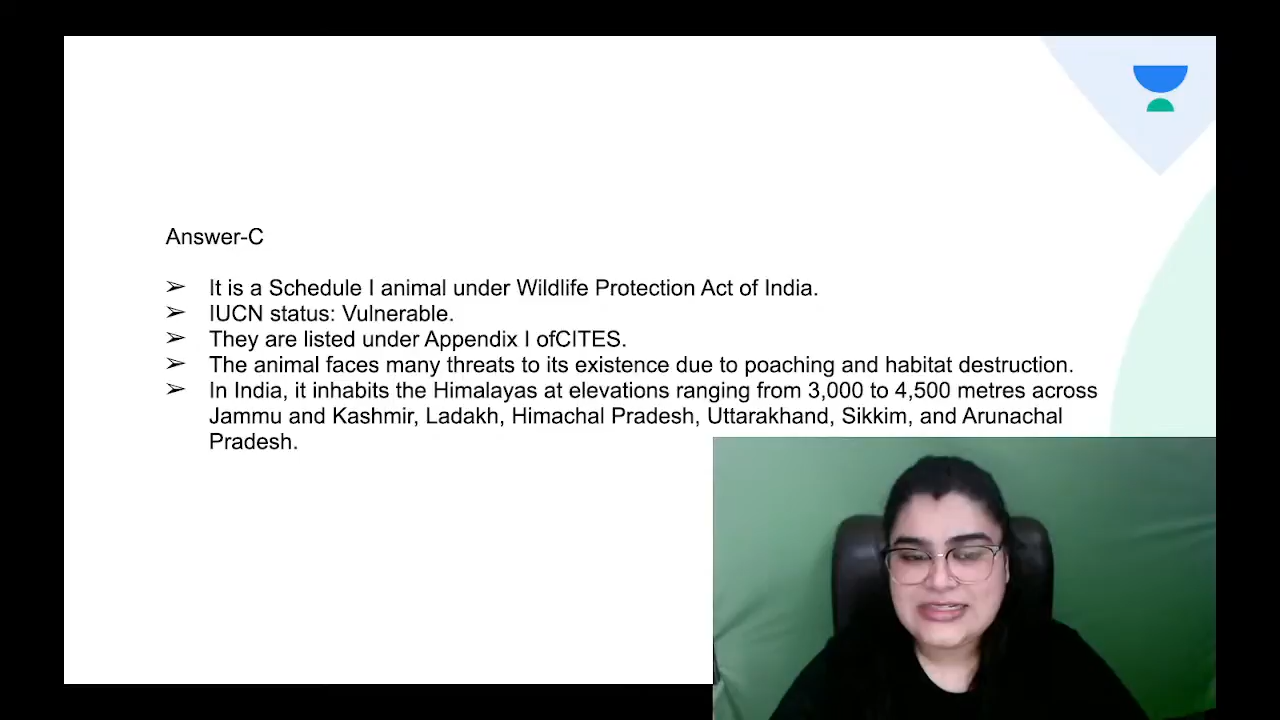 Answer-C
➢ It is a Schedule I animal under Wildlife Protection Act of India.
➢ IUCN status: Vulnerable.
➢ They are listed under Appendix I ofCITES.
➢ The animal faces many threats to its existence due to poaching and habitat destruction.
➢ In India, it inhabits the Himalayas at elevations ranging from 3,000 to 4,500 metres across
Jammu and Kashmir, Ladakh, Himachal Pradesh, Uttarakhand, Sikkim, and Arunachal
Pradesh.